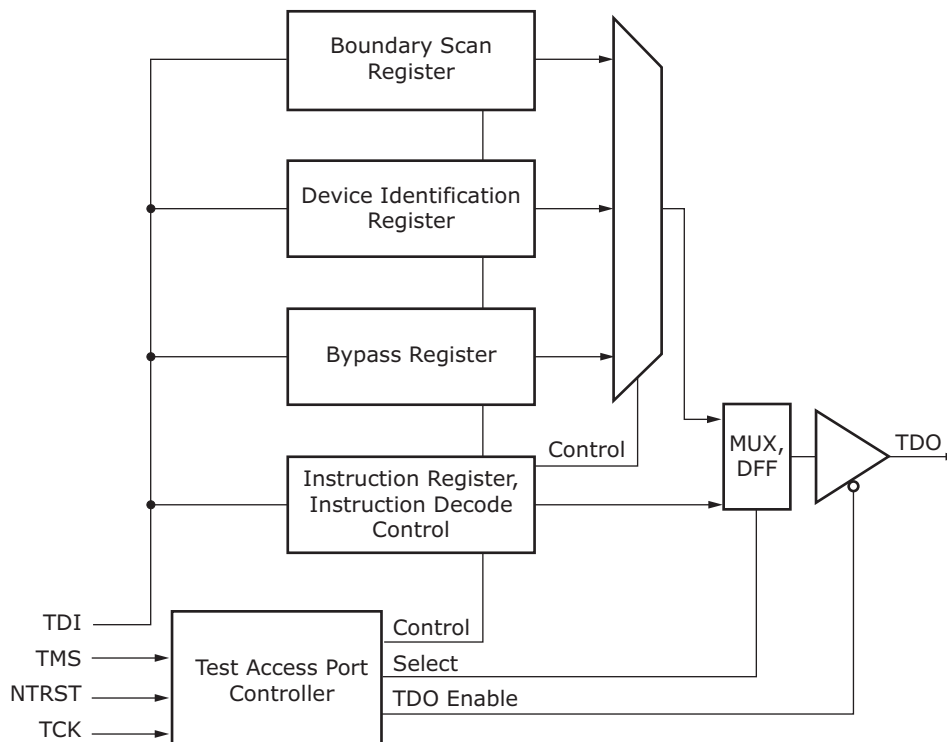 Boundary Scan
Register
Device Identification
Register
Bypass Register
Control
MUX,
DFF
TDO
Instruction Register,
Instruction Decode
Control
TDI
TMS
NTRST
TCK
Test Access Port
Controller
Control
Select
TDO Enable